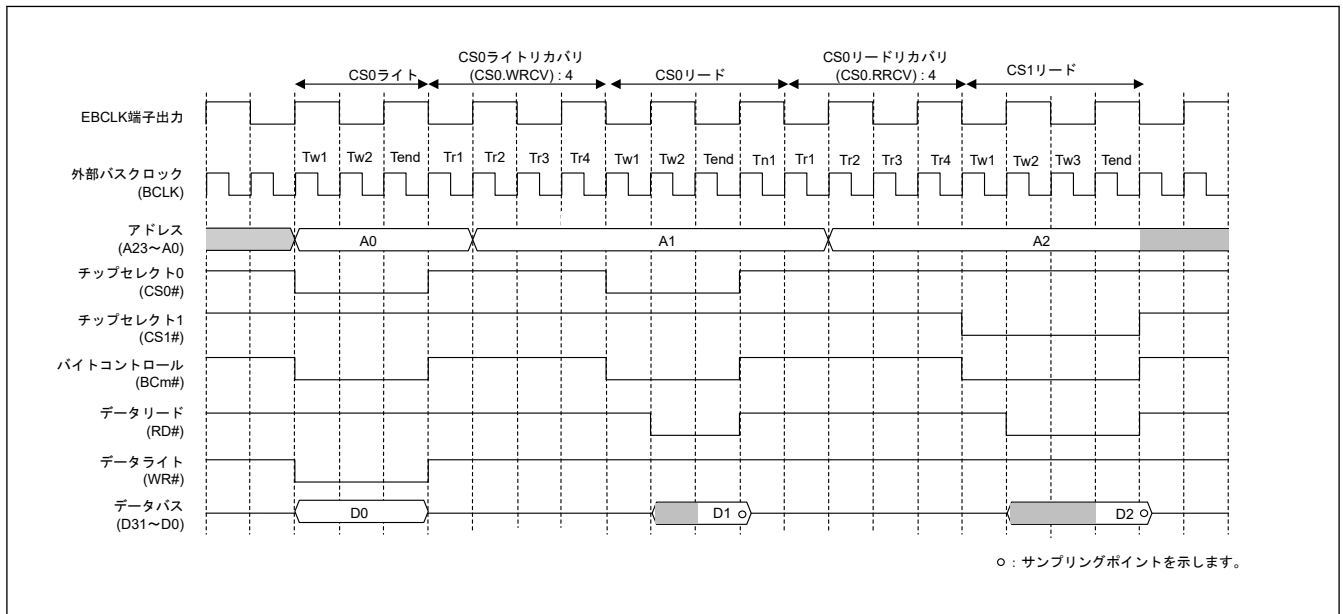 CS0ライト
CS0ライトリカバリ
(CS0.WRCV) : 4
CS0リード
CS0リードリカバリ
(CS0.RRCV) : 4
CS1リード
EBCLK端子出力
Tw1 Tw2 Tend Tr1 Tr2 Tr3 Tr4 Tw1 Tw2 Tend Tn1 Tr1 Tr2 Tr3 Tr4 Tw1 Tw2 Tw3 Tend
外部バスクロック
(BCLK)
アドレス
(A23～A0)
A0 A1 A2
チップセレクト0
(CS0#)
チップセレクト1
(CS1#)
バイトコントロール
(BCm#)
データリード
(RD#)
データライト
(WR#)
データバス
(D31～D0)
D0 D1 D2
○ : サンプリングポイントを示します。